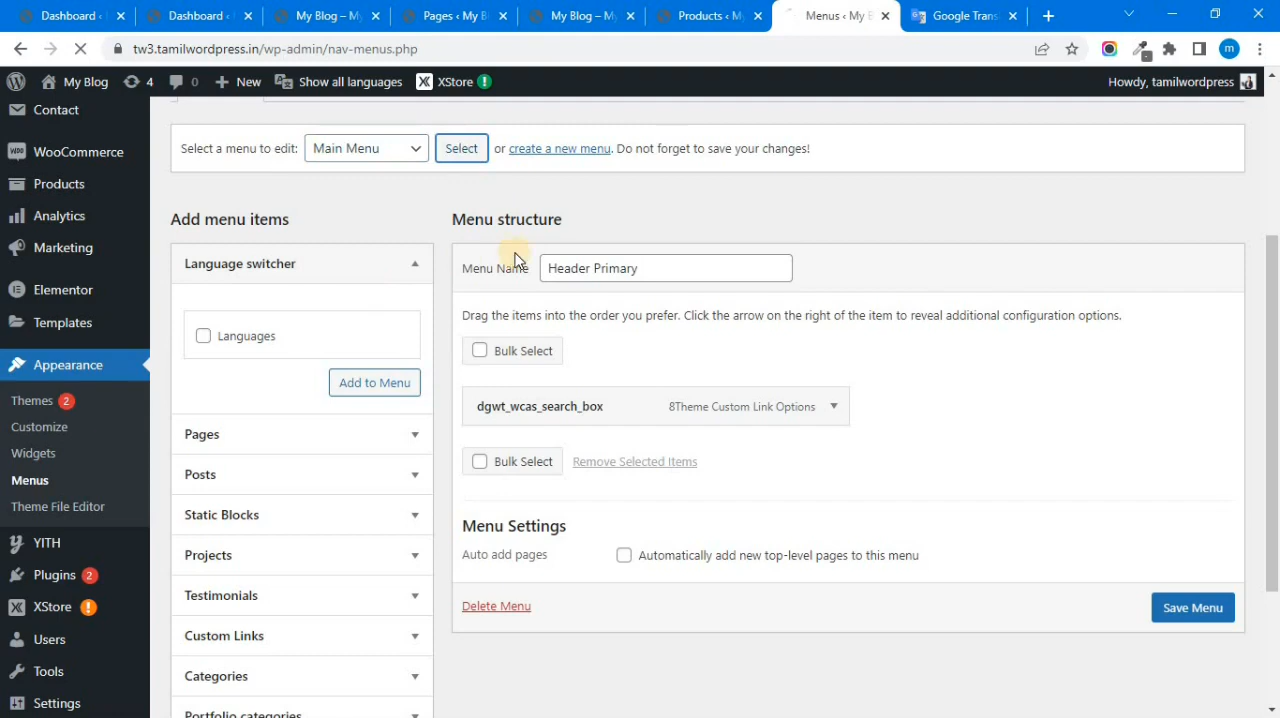 Dashboard ‹
Dashboard ‹
My Blog – My
Pages ‹ My Bl
My Blog – My
Products ‹ My
Menus ‹ My B
Google Trans
tw3.tamilwordpress.in/wp-admin/nav-menus.php
m
My Blog
4
0
New
Show all languages
XStore
Howdy, tamilwordpress
Contact
WooCommerce
Products
Analytics
Marketing
Elementor
Templates
Appearance
Themes 2
Customize
Widgets
Menus
Theme File Editor
YITH
Plugins 2
XStore
Users
Tools
Settings
Select a menu to edit: Main Menu Select or create a new menu. Do not forget to save your changes!
Add menu items
Language switcher
Languages
Add to Menu
Pages
Posts
Static Blocks
Projects
Testimonials
Custom Links
Categories
Portfolio categories
Menu structure
Menu Name Header Primary
Drag the items into the order you prefer. Click the arrow on the right of the item to reveal additional configuration options.
Bulk Select
dgwt_wcas_search_box 8Theme Custom Link Options
Bulk Select Remove Selected Items
Menu Settings
Auto add pages Automatically add new top-level pages to this menu
Delete Menu
Save Menu